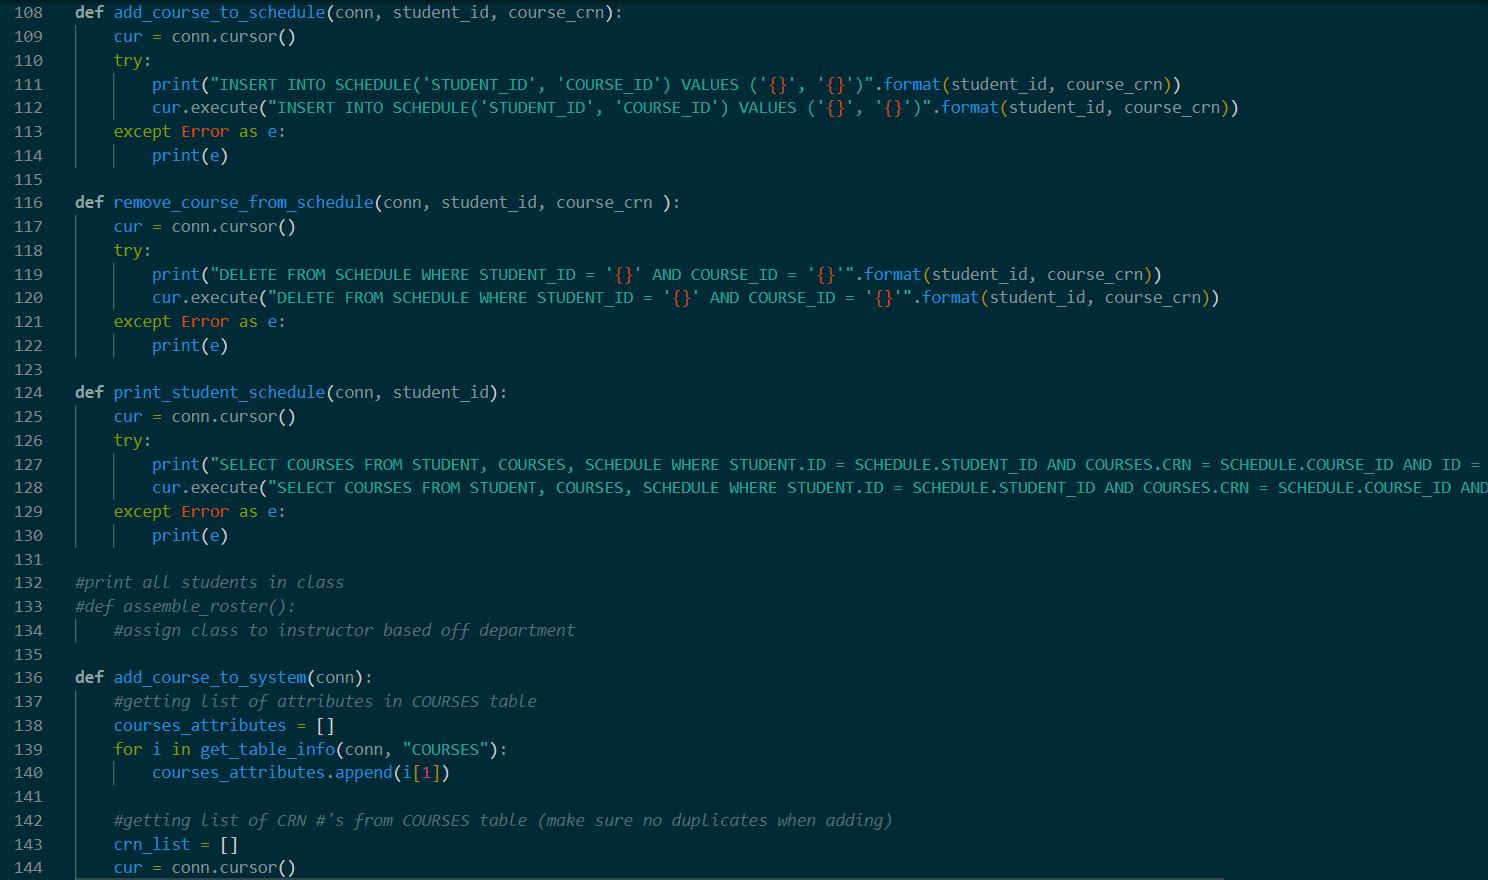 108 def add_course_to_schedule(conn, student_id, course_crn):
109     cur = conn.cursor()
110     try:
111         print("INSERT INTO SCHEDULE('STUDENT_ID', 'COURSE_ID') VALUES ('{}', '{}')".format(student_id, course_crn))
112         cur.execute("INSERT INTO SCHEDULE('STUDENT_ID', 'COURSE_ID') VALUES ('{}', '{}')".format(student_id, course_crn))
113     except Error as e:
114         print(e)
115
116 def remove_course_from_schedule(conn, student_id, course_crn ):
117     cur = conn.cursor()
118     try:
119         print("DELETE FROM SCHEDULE WHERE STUDENT_ID = '{}' AND COURSE_ID = '{}'".format(student_id, course_crn))
120         cur.execute("DELETE FROM SCHEDULE WHERE STUDENT_ID = '{}' AND COURSE_ID = '{}'".format(student_id, course_crn))
121     except Error as e:
122         print(e)
123
124 def print_student_schedule(conn, student_id):
125     cur = conn.cursor()
126     try:
127         print("SELECT COURSES FROM STUDENT, COURSES, SCHEDULE WHERE STUDENT.ID = SCHEDULE.STUDENT_ID AND COURSES.CRN = SCHEDULE.COURSE_ID AND ID =
128         cur.execute("SELECT COURSES FROM STUDENT, COURSES, SCHEDULE WHERE STUDENT.ID = SCHEDULE.STUDENT_ID AND COURSES.CRN = SCHEDULE.COURSE_ID AND
129     except Error as e:
130         print(e)
131
132 #print all students in class
133 #def assemble_roster():
134     #assign class to instructor based off department
135
136 def add_course_to_system(conn):
137     #getting list of attributes in COURSES table
138     courses_attributes = []
139     for i in get_table_info(conn, "COURSES"):
140         courses_attributes.append(i[1])
141
142     #getting list of CRN #'s from COURSES table (make sure no duplicates when adding)
143     crn_list = []
144     cur = conn.cursor()